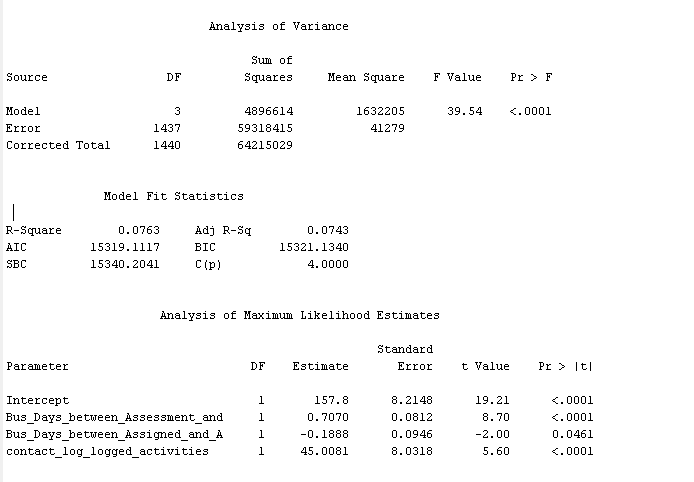 Analysis of Variance
Sum of
Source DF Squares Mean Square F Value Pr > F
Model 3 4896614 1632205 39.54 <.0001
Error 1437 59318415 41279
Corrected Total 1440 64215029
Model Fit Statistics
R-Square 0.0763 Adj R-Sq 0.0743
AIC 15319.1117 BIC 15321.1340
SBC 15340.2041 C(p) 4.0000
Analysis of Maximum Likelihood Estimates
Standard
Parameter DF Estimate Error t Value Pr > |t|
Intercept 1 157.8 8.2148 19.21 <.0001
Bus_Days_between_Assessment_and 1 0.7070 0.0812 8.70 <.0001
Bus_Days_between_Assigned_and_A 1 -0.1888 0.0946 -2.00 0.0461
contact_log_logged_activities 1 45.0081 8.0318 5.60 <.0001